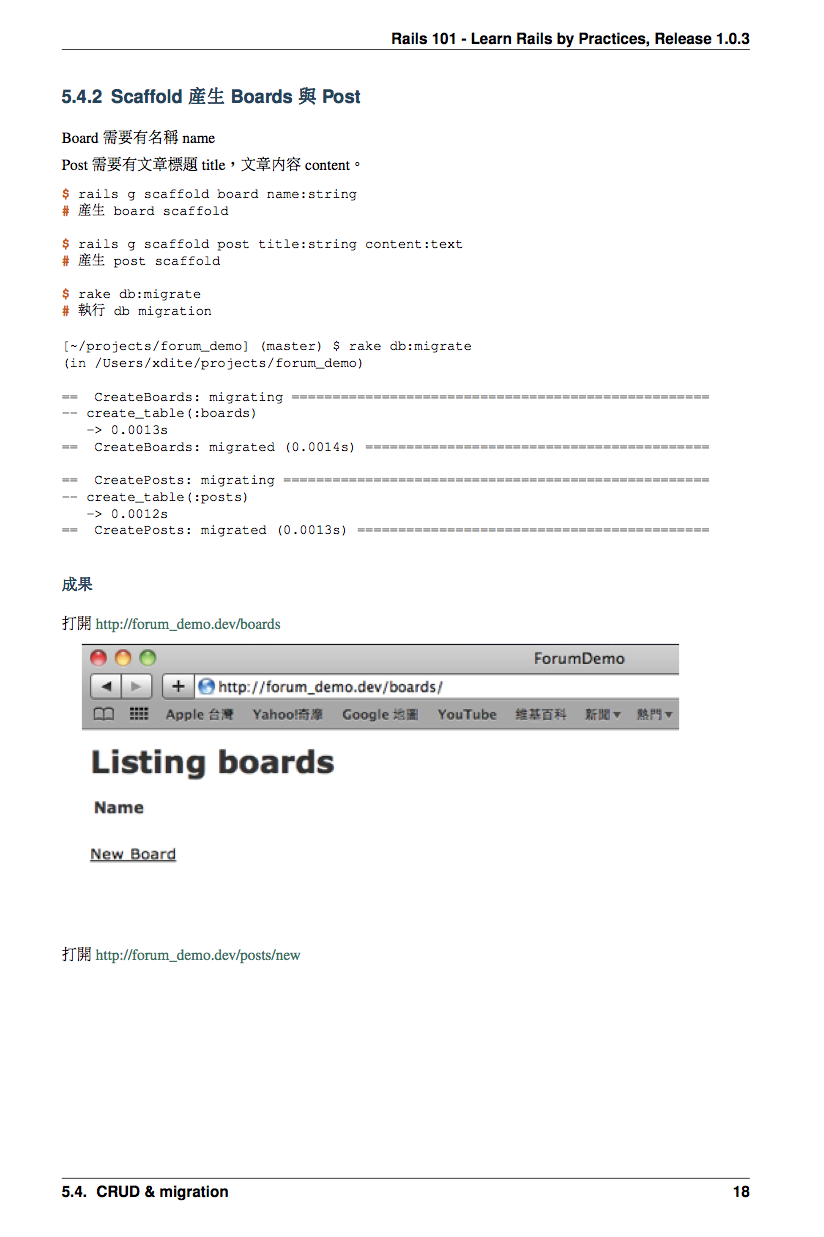 Rails 101 - Learn Rails by Practices, Release 1.0.3
5.4.2 Scaffold 產生 Boards 與 Post
Board 需要有名稱 name
Post 需要有文章標題 title，文章內容 content。
$ rails g scaffold board name:string
# 產生 board scaffold
$ rails g scaffold post title:string content:text
# 產生 post scaffold
$ rake db:migrate
# 執行 db migration
[~/projects/forum_demo] (master) $ rake db:migrate
(in /Users/xdite/projects/forum_demo)
==  CreateBoards: migrating ===================================================
-- create_table(:boards)
   -> 0.0013s
==  CreateBoards: migrated (0.0014s) ==========================================
==  CreatePosts: migrating ====================================================
-- create_table(:posts)
   -> 0.0012s
==  CreatePosts: migrated (0.0013s) ===========================================
成果
打開 http://forum_demo.dev/boards
ForumDemo
http://forum_demo.dev/boards/
Apple 台灣 Yahoo!奇摩 Google 地圖 YouTube 維基百科 新聞▼ 熱門▼
Listing boards
Name
New Board
打開 http://forum_demo.dev/posts/new
5.4. CRUD & migration 18